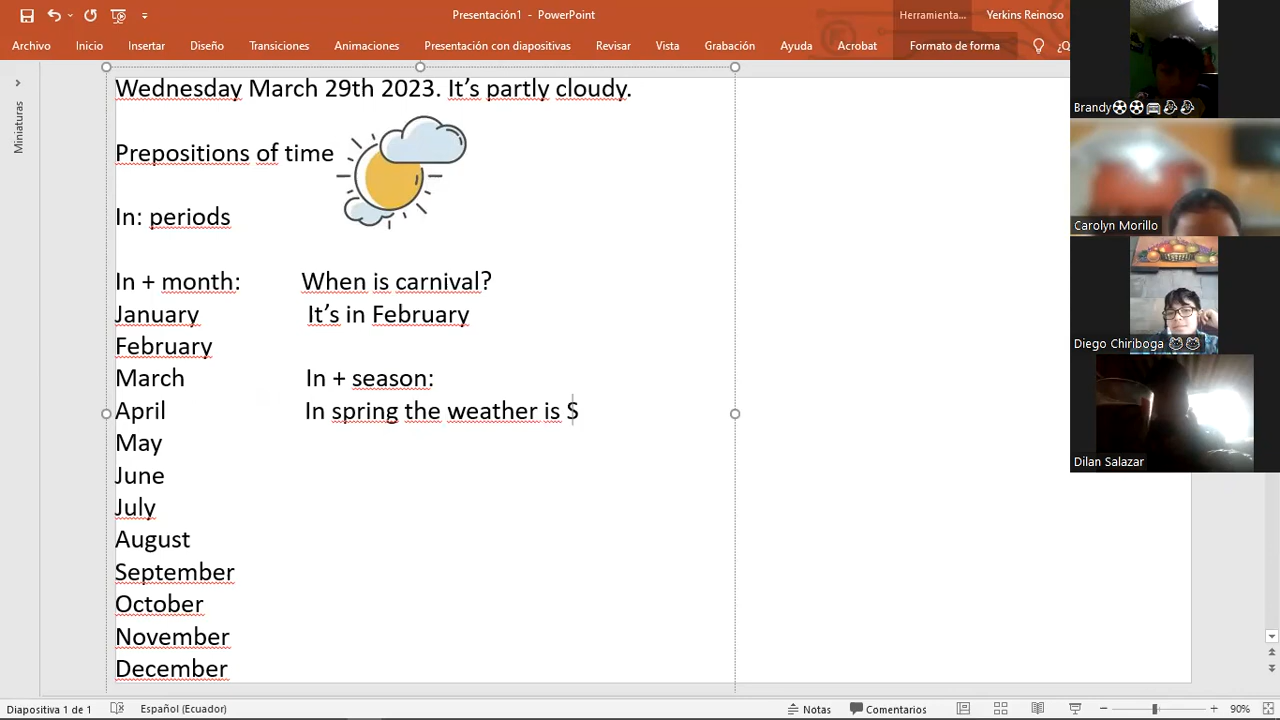 Presentación1 - PowerPoint
Herramienta...
Yerkins Reinoso
Archivo Inicio Insertar Diseño Transiciones Animaciones Presentación con diapositivas Revisar Vista Grabación Ayuda Acrobat Formato de forma ¿Q
Miniaturas
Wednesday March 29th 2023. It's partly cloudy.
Prepositions of time
In: periods
In + month: When is carnival?
January It's in February
February
March In + season:
April In spring the weather is S
May
June
July
August
September
October
November
December
Brandy⚽⚽
Carolyn Morillo
Diego Chiriboga
Dilan Salazar
Diapositiva 1 de 1 Español (Ecuador) Notas Comentarios 90%